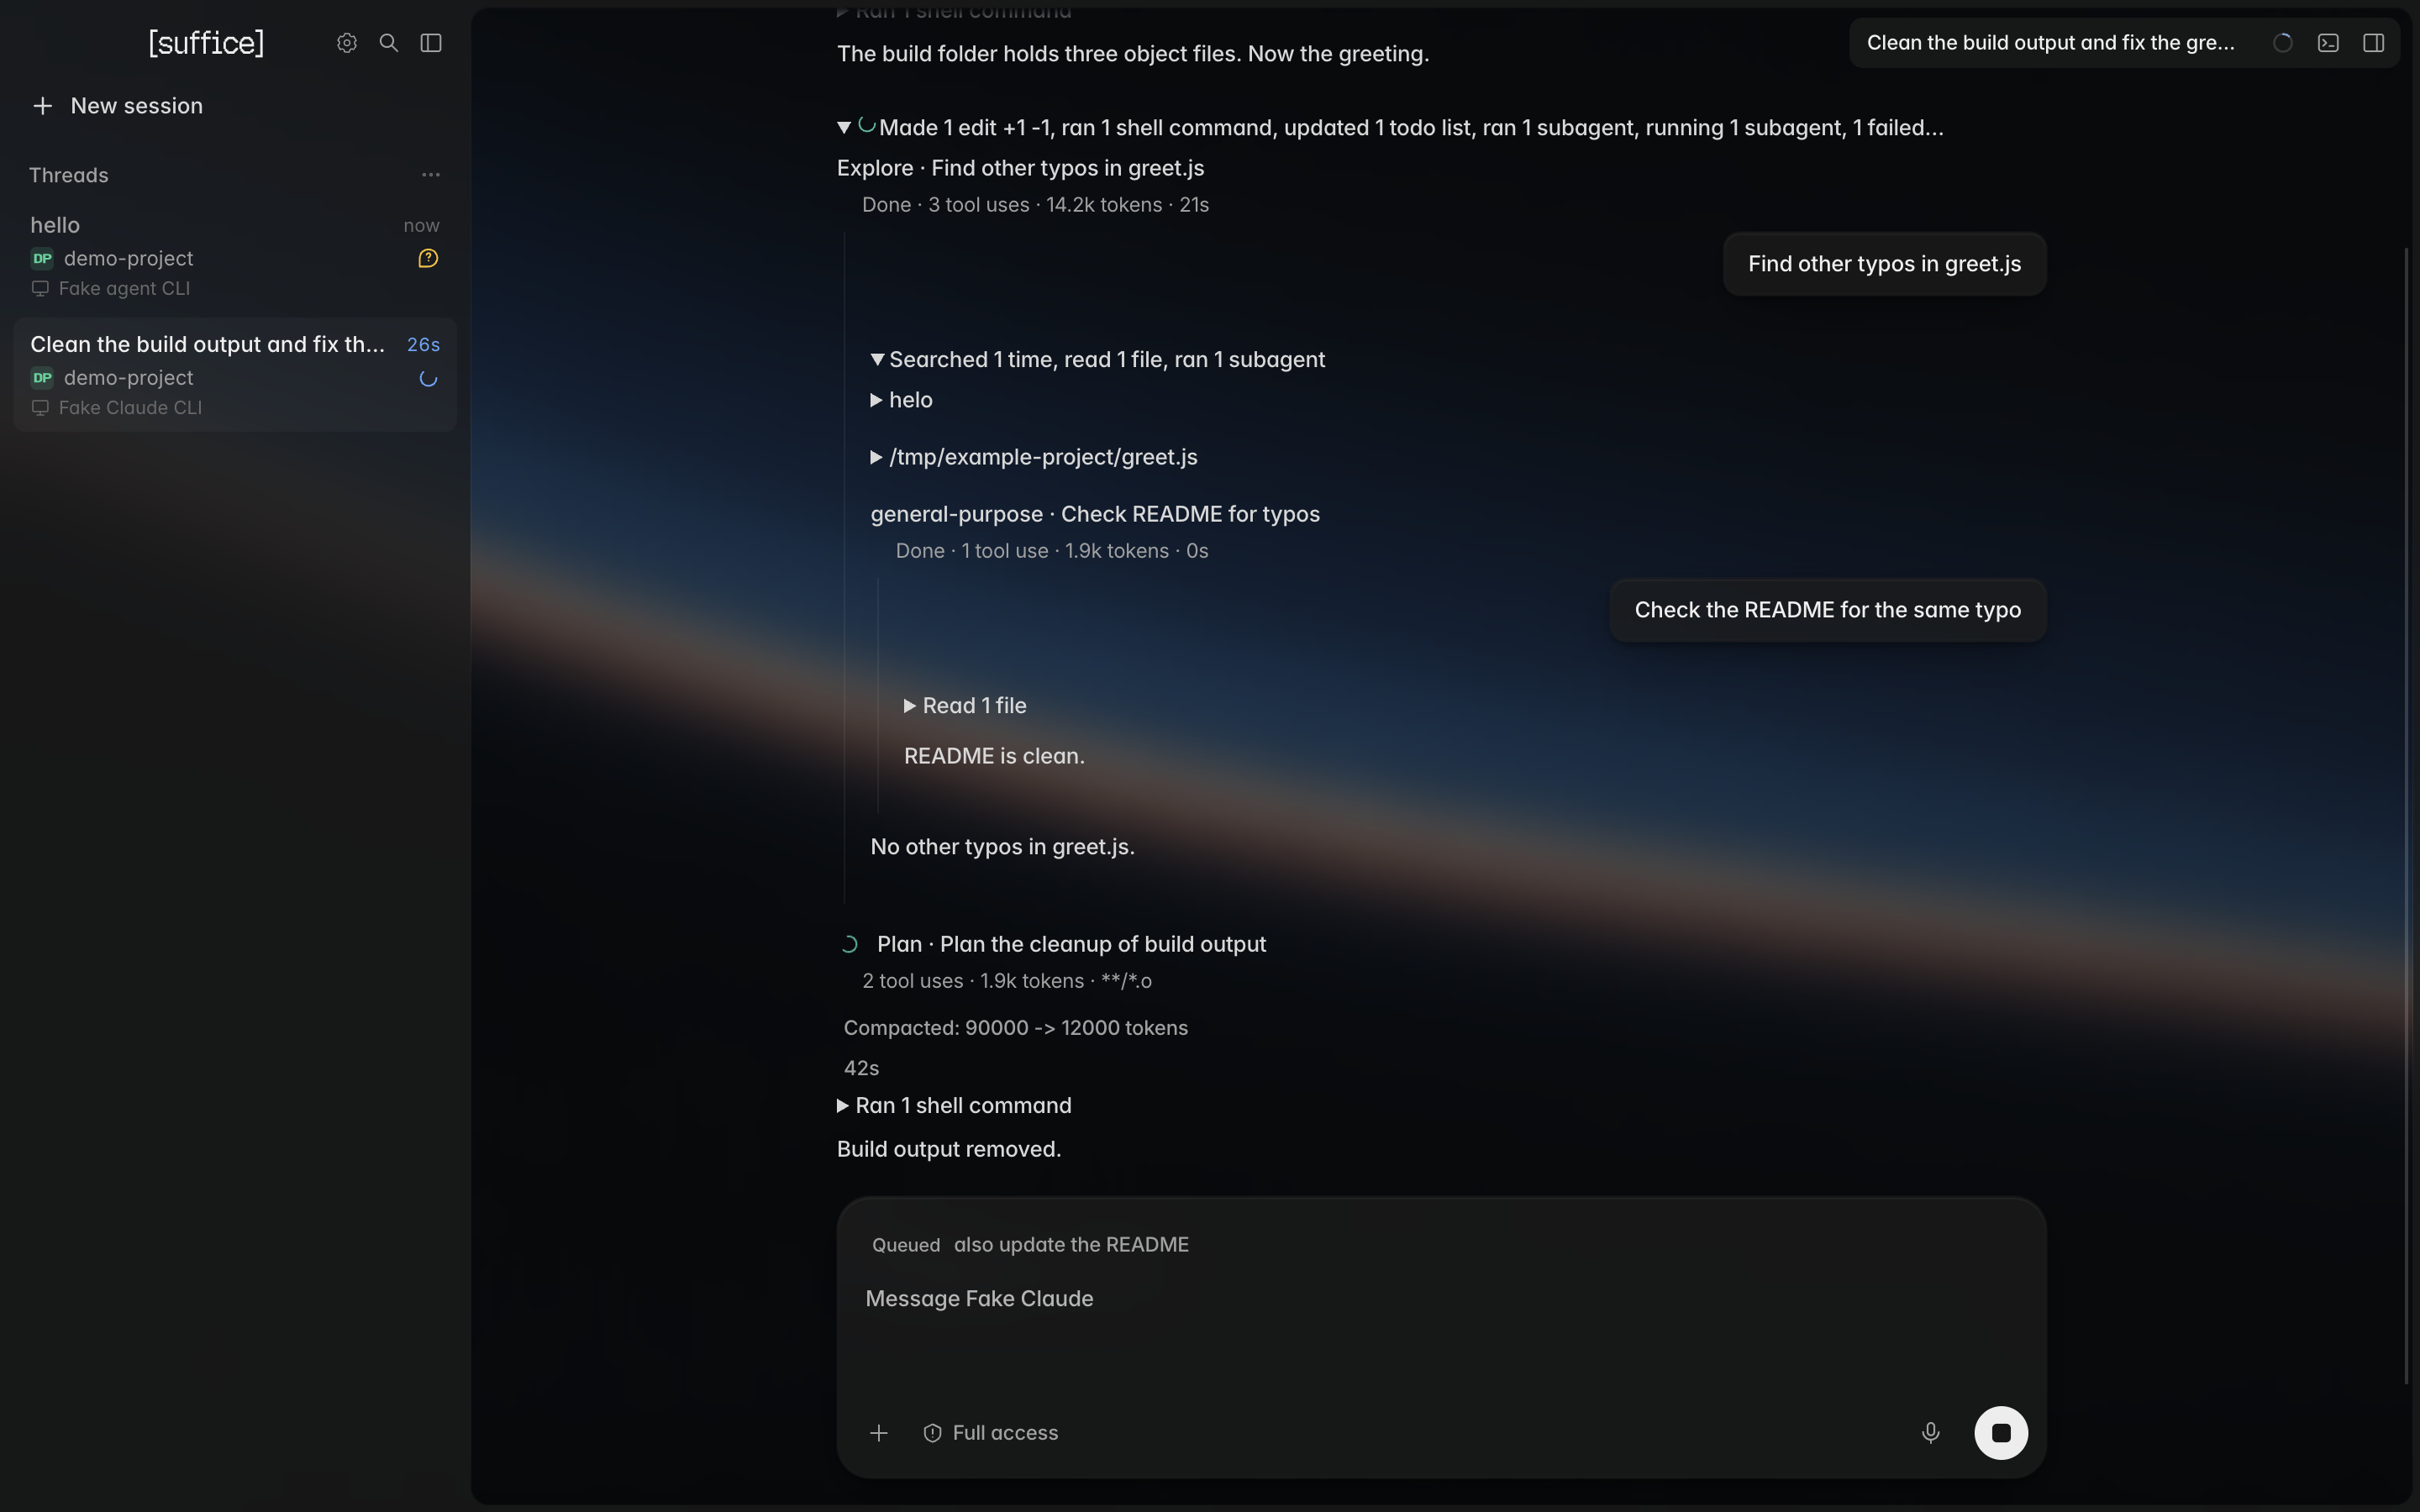 [suffice]
New session
Threads
hello
now
DP demo-project
Fake agent CLI
Clean the build output and fix th...
26s
DP demo-project
Fake Claude CLI
Clean the build output and fix the gre...
Ran 1 shell command
The build folder holds three object files. Now the greeting.
Made 1 edit +1 -1, ran 1 shell command, updated 1 todo list, ran 1 subagent, running 1 subagent, 1 failed...
Explore · Find other typos in greet.js
Done · 3 tool uses · 14.2k tokens · 21s
Find other typos in greet.js
Searched 1 time, read 1 file, ran 1 subagent
helo
/tmp/example-project/greet.js
general-purpose · Check README for typos
Done · 1 tool use · 1.9k tokens · 0s
Check the README for the same typo
Read 1 file
README is clean.
No other typos in greet.js.
Plan · Plan the cleanup of build output
2 tool uses · 1.9k tokens · **/*.o
Compacted: 90000 -> 12000 tokens
42s
Ran 1 shell command
Build output removed.
Queued also update the README
Message Fake Claude
Full access